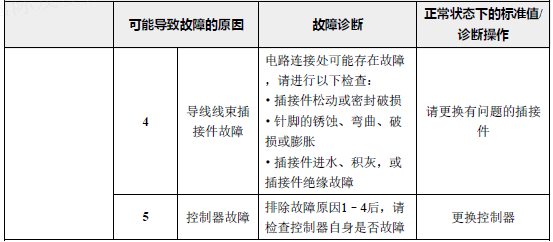 可能导致故障的原因
故障诊断
正常状态下的标准值/
诊断操作
4
导线线束插
接件故障
电路连接处可能存在故障
，请进行以下检查：
•插接件松动或密封破损
•针脚的锈蚀、弯曲、破
损或膨胀
•插接件进水、积灰，或
插接件绝缘故障
请更换有问题的插接
件
5
控制器故障
排除故障原因1－4后，请
检查控制器自身是否故障
更换控制器